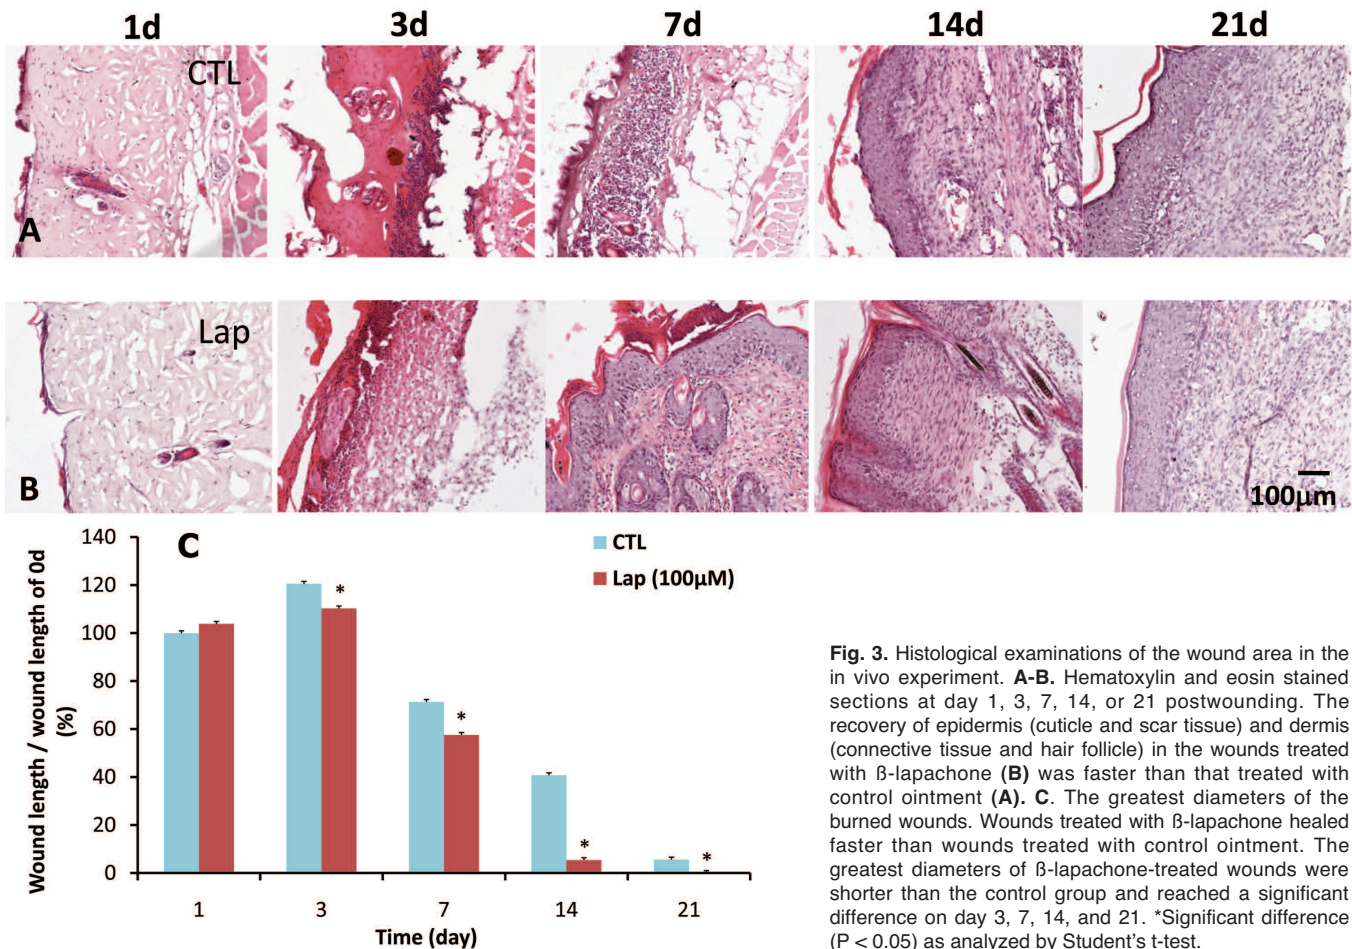 1d 3d 7d 14d 21d
CTL
A
Lap
B
100µm
C
CTL
Lap (100µM)
Wound length / wound length of 0d
(%)
140
120
100
80
60
40
20
0
*
*
*
*
1 3 7 14 21
Time (day)
Fig. 3. Histological examinations of the wound area in the
in vivo experiment. A-B. Hematoxylin and eosin stained
sections at day 1, 3, 7, 14, or 21 postwounding. The
recovery of epidermis (cuticle and scar tissue) and dermis
(connective tissue and hair follicle) in the wounds treated
with ß-lapachone (B) was faster than that treated with
control ointment (A). C. The greatest diameters of the
burned wounds. Wounds treated with ß-lapachone healed
faster than wounds treated with control ointment. The
greatest diameters of ß-lapachone-treated wounds were
shorter than the control group and reached a significant
difference on day 3, 7, 14, and 21. *Significant difference
(P < 0.05) as analyzed by Student's t-test.